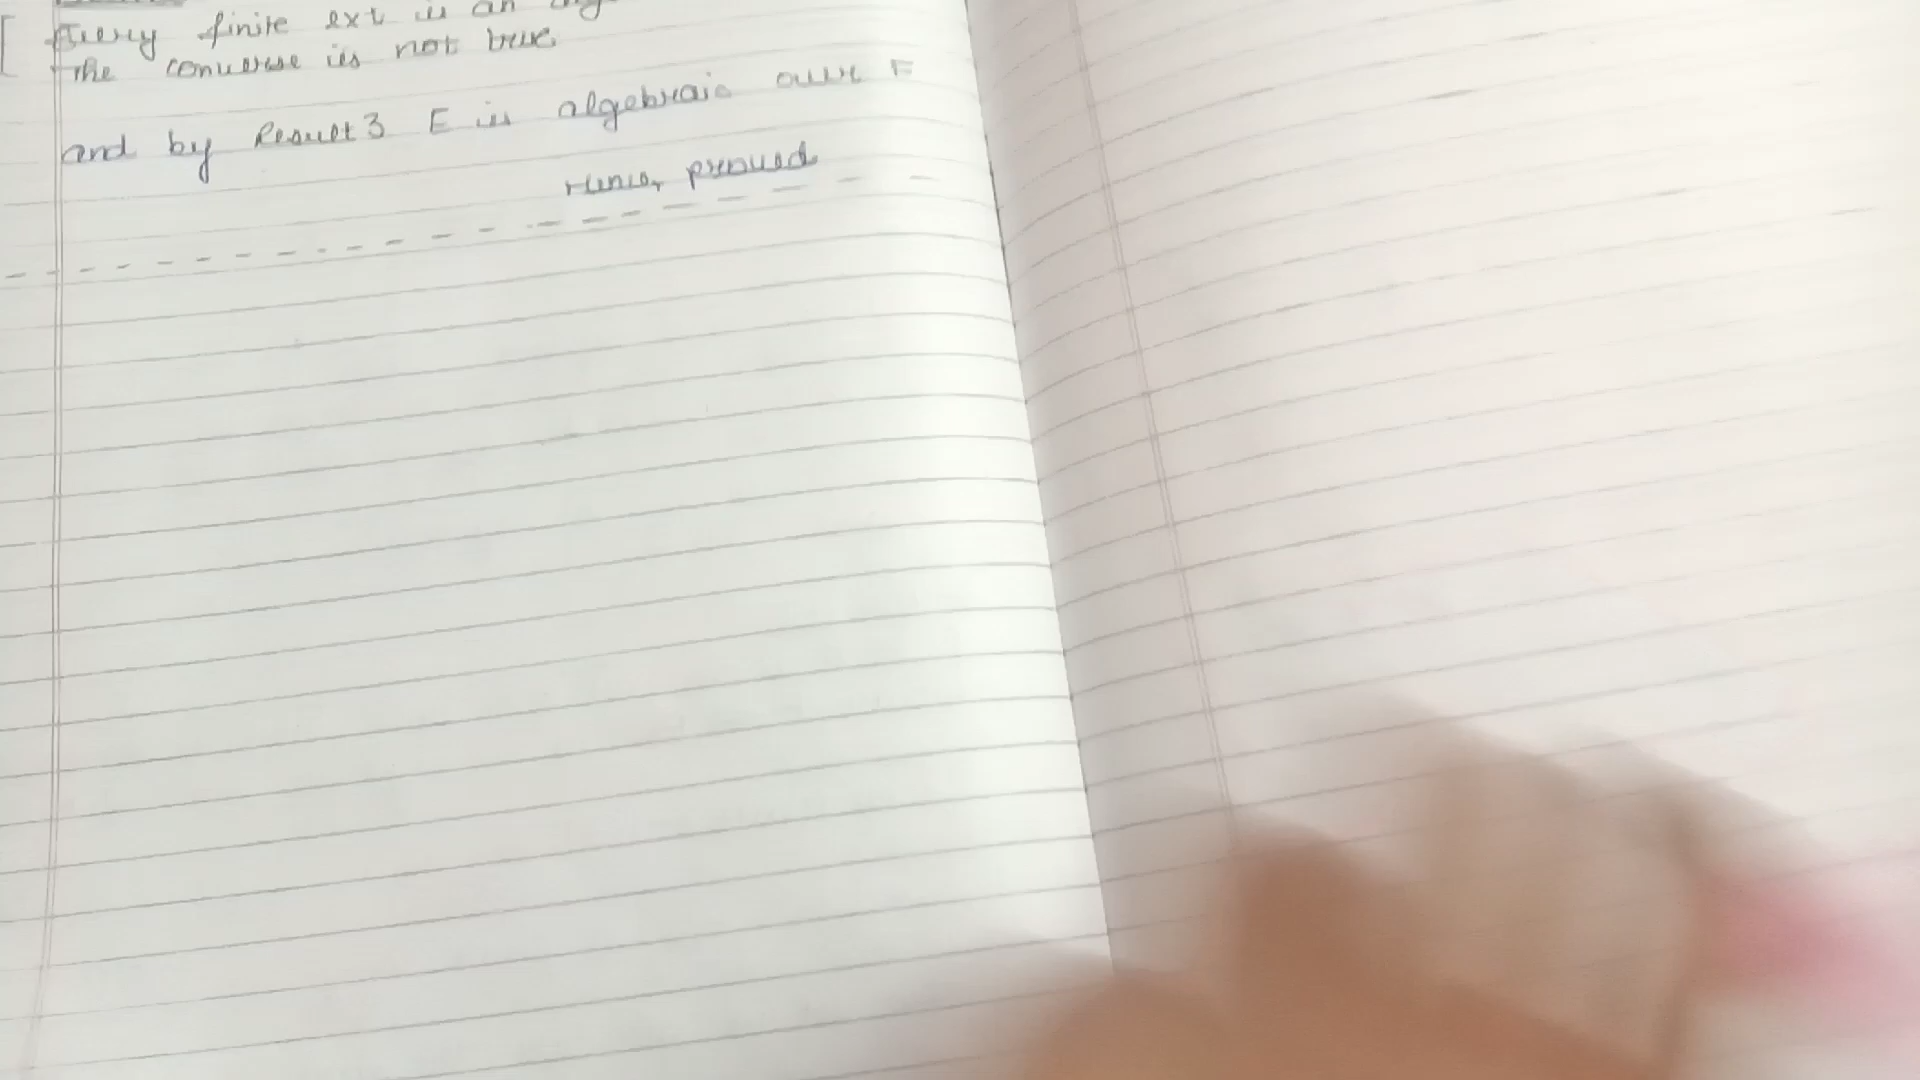 Every finite ext is an
the converse is not true
and by Result 3 E is algebraic over F
Hence, proved